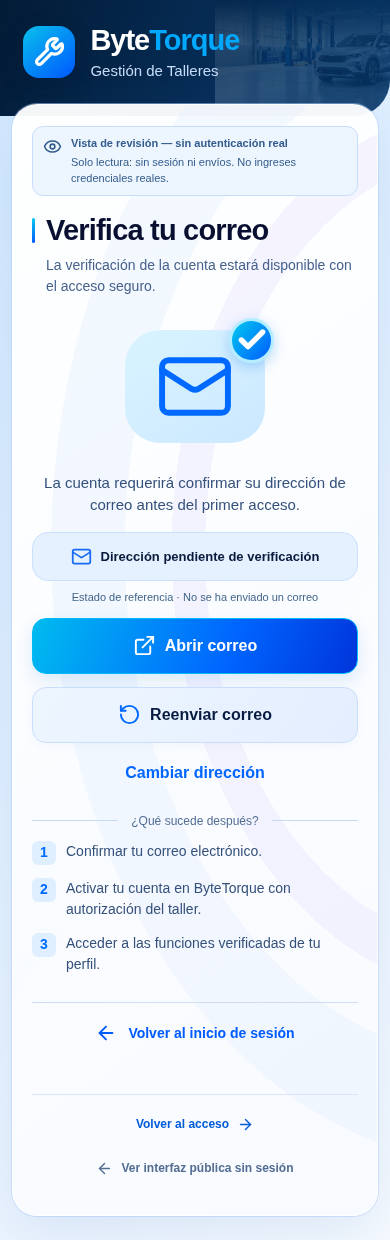 ByteTorque
Gestión de Talleres
Vista de revisión — sin autenticación real
Solo lectura: sin sesión ni envíos. No ingreses
credenciales reales.
Verifica tu correo
La verificación de la cuenta estará disponible con
el acceso seguro.
La cuenta requerirá confirmar su dirección de
correo antes del primer acceso.
Dirección pendiente de verificación
Estado de referencia · No se ha enviado un correo
Abrir correo
Reenviar correo
Cambiar dirección
¿Qué sucede después?
1 Confirmar tu correo electrónico.
2 Activar tu cuenta en ByteTorque con
autorización del taller.
3 Acceder a las funciones verificadas de tu
perfil.
Volver al inicio de sesión
Volver al acceso
Ver interfaz pública sin sesión